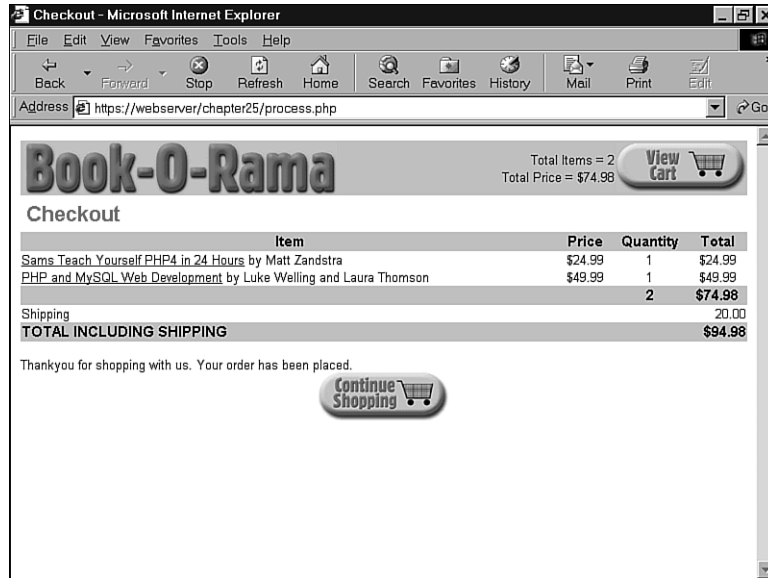 Checkout - Microsoft Internet Explorer
File Edit View Favorites Tools Help
Back Forward Stop Refresh Home Search Favorites History Mail Print Edit
Address https://webserver/chapter25/process.php Go
Book-O-Rama
Total Items = 2
Total Price = $74.98
View
Cart
Checkout
Item Price Quantity Total
Sams Teach Yourself PHP4 in 24 Hours by Matt Zandstra $24.99 1 $24.99
PHP and MySQL Web Development by Luke Welling and Laura Thomson $49.99 1 $49.99
2 $74.98
Shipping 20.00
TOTAL INCLUDING SHIPPING $94.98
Thankyou for shopping with us. Your order has been placed.
Continue
Shopping